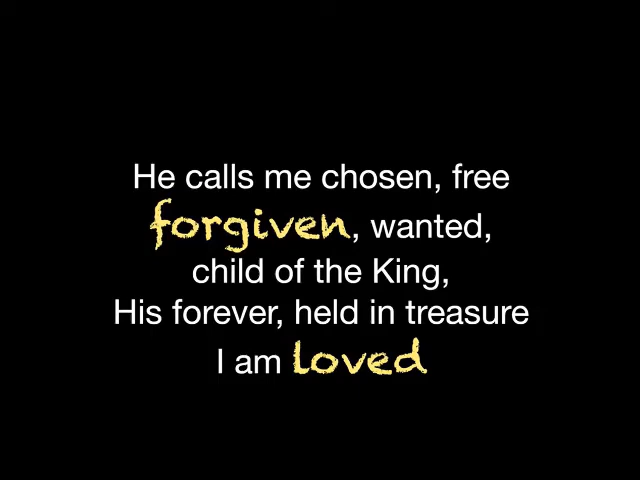 He calls me chosen, free
forgiven, wanted,
child of the King,
His forever, held in treasure
I am loved